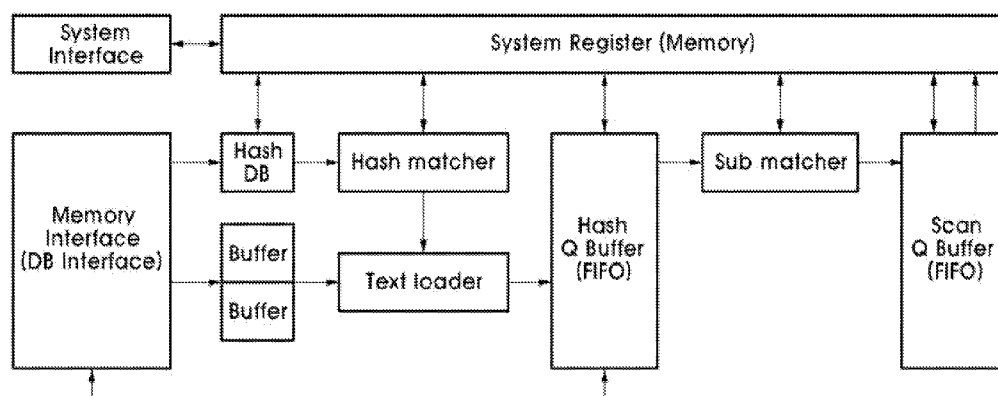 System
Interface
System Register (Memory)
Hash
DB
Hash matcher
Sub matcher
Memory
Interface
(DB Interface)
Buffer
Buffer
Text loader
Hash
Q Buffer
(FIFO)
Scan
Q Buffer
(FIFO)